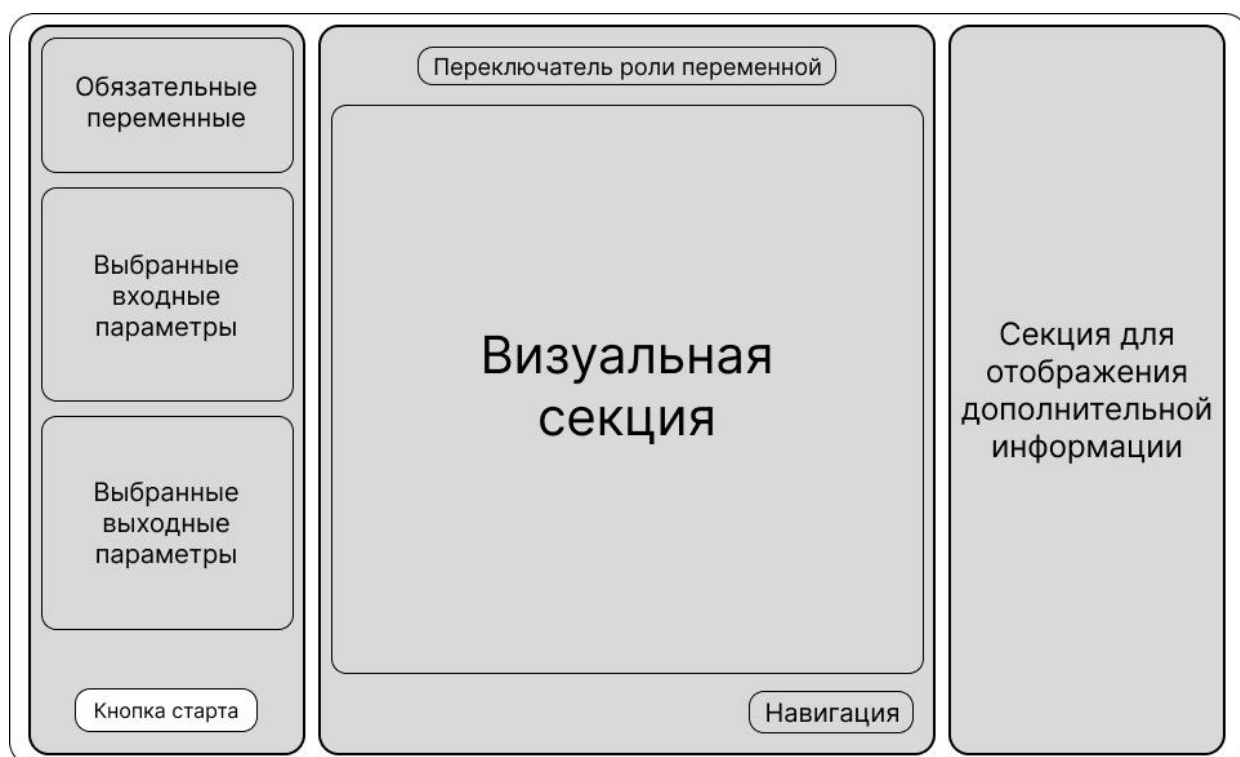 Обязательные
переменные
Выбранные
входные
параметры
Выбранные
выходные
параметры
Кнопка старта
Переключатель роли переменной
Визуальная
секция
Навигация
Секция для
отображения
дополнительной
информации